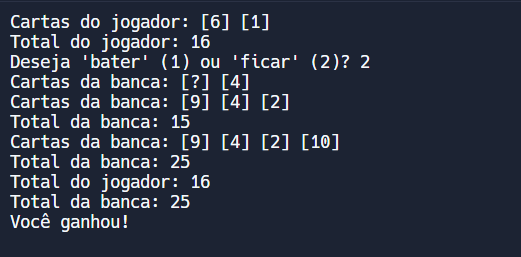 Cartas do jogador: [6] [1]
Total do jogador: 16
Deseja 'bater' (1) ou 'ficar' (2)? 2
Cartas da banca: [?] [4]
Cartas da banca: [9] [4] [2]
Total da banca: 15
Cartas da banca: [9] [4] [2] [10]
Total da banca: 25
Total do jogador: 16
Total da banca: 25
Você ganhou!